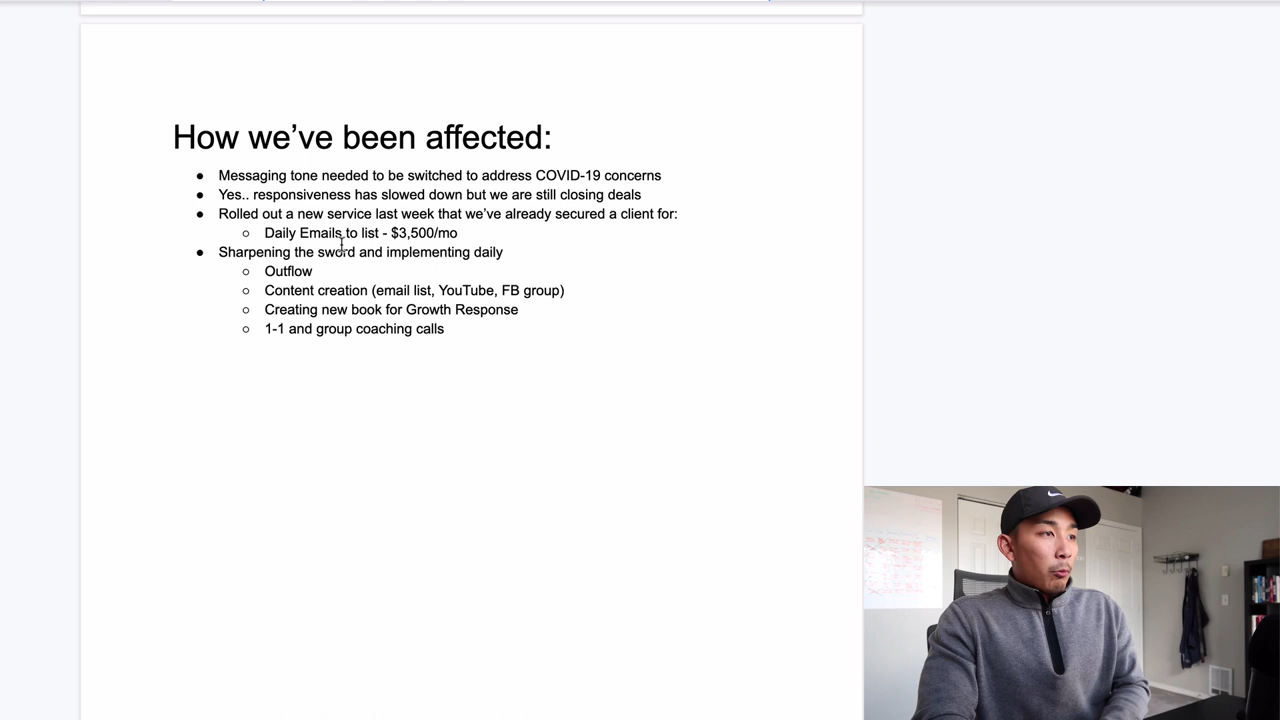 How we’ve been affected:
● Messaging tone needed to be switched to address COVID-19 concerns
● Yes.. responsiveness has slowed down but we are still closing deals
● Rolled out a new service last week that we’ve already secured a client for:
○ Daily Emails to list - $3,500/mo
● Sharpening the sword and implementing daily
○ Outflow
○ Content creation (email list, YouTube, FB group)
○ Creating new book for Growth Response
○ 1-1 and group coaching calls